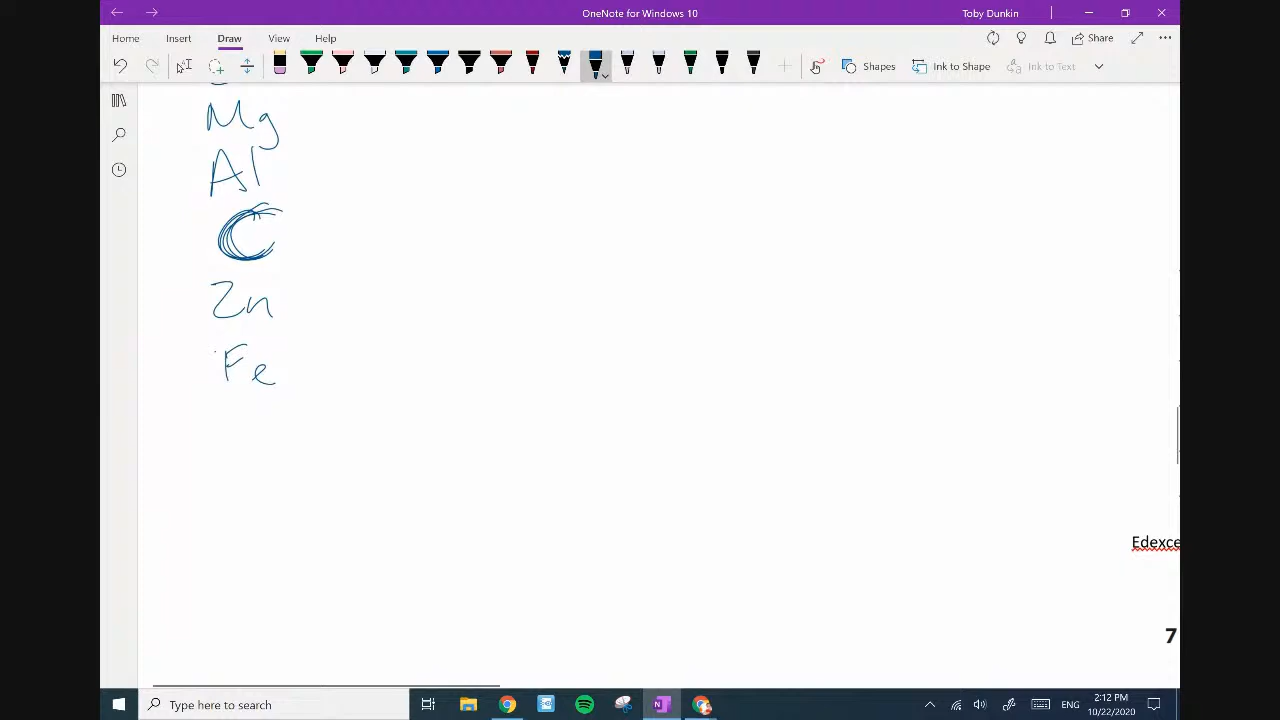 OneNote for Windows 10
Toby Dunkin
Home Insert Draw View Help
Share
Shapes
Ink to Shape
Ink to Text
Mg
Al
C
Zn
Fe
Edexce
7
Type here to search
ENG
2:12 PM
10/22/2020